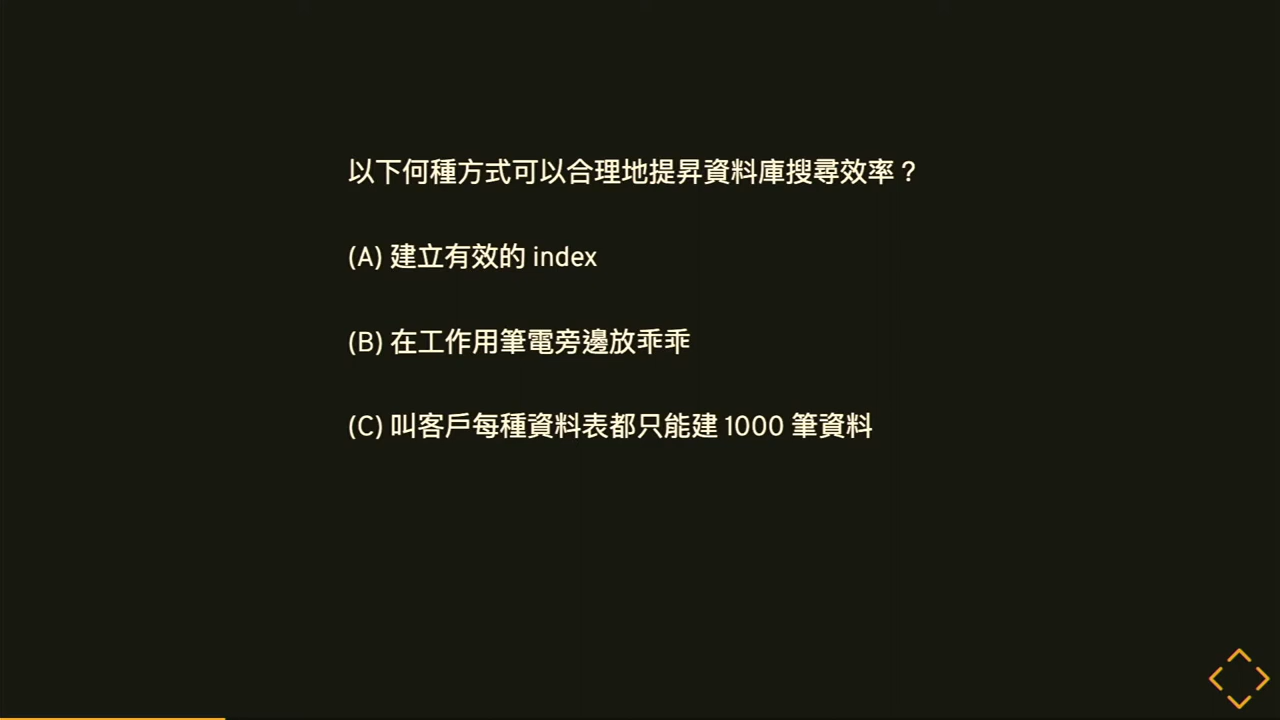 以下何種方式可以合理地提昇資料庫搜尋效率？
(A) 建立有效的 index
(B) 在工作用筆電旁邊放乖乖
(C) 叫客戶每種資料表都只能建 1000 筆資料